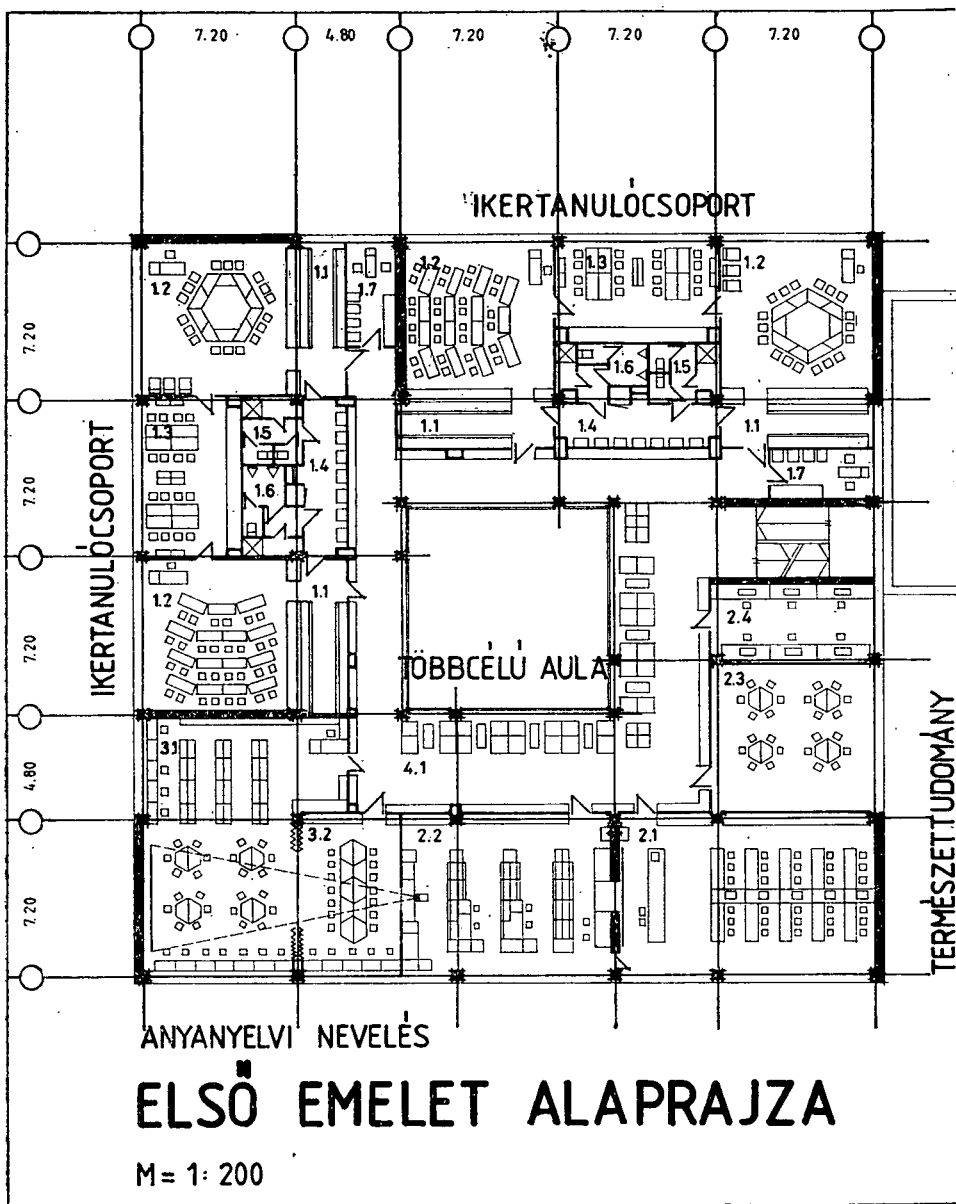 7.20 4.80 7.20 7.20 7.20
IKERTANULÓCSOPORT
1.2 1.1 1.7 1.2 1.3 1.2
7.20
1.6 1.5
1.3 1.5 1.4 1.1 1.4 1.1
7.20
1.6 1.7
IKERTANULÓCSOPORT
1.2 1.1 2.4
7.20
TÖBBCÉLÚ AULA 2.3
3.1 4.1
4.80
3.2 2.2 2.1
7.20
TERMÉSZETTUDOMÁNY
ANYANYELVI NEVELÉS
ELSŐ EMELET ALAPRAJZA
M = 1: 200